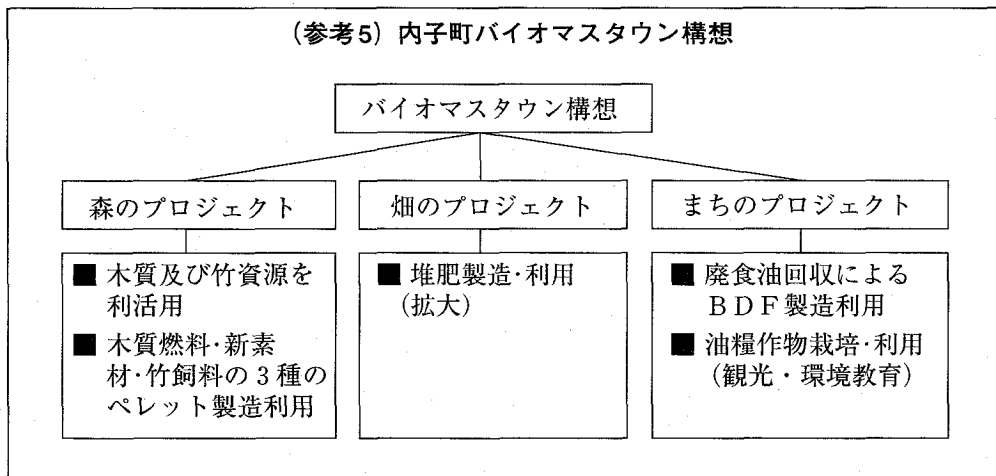 (参考5) 内子町バイオマスタウン構想
バイオマスタウン構想
森のプロジェクト
■ 木質及び竹資源を
利活用
■ 木質燃料・新素
材・竹飼料の3種の
ペレット製造利用
畑のプロジェクト
■ 堆肥製造・利用
(拡大)
まちのプロジェクト
■ 廃食油回収による
BDF製造利用
■ 油糧作物栽培・利用
(観光・環境教育)